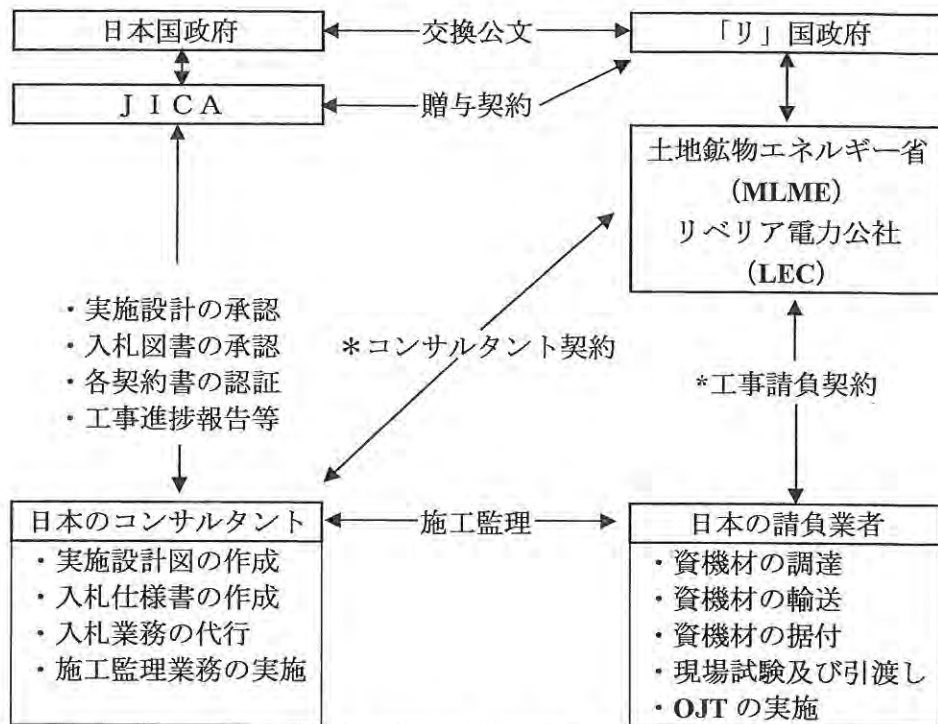 日本国政府
交換公文
「リ」国政府
JICA
贈与契約
土地鉱物エネルギー省
(MLME)
リベリア電力公社
(LEC)
・実施設計の承認
・入札図書の承認
・各契約書の認証
・工事進捗報告等
＊コンサルタント契約
*工事請負契約
日本のコンサルタント
・実施設計図の作成
・入札仕様書の作成
・入札業務の代行
・施工監理業務の実施
施工監理
日本の請負業者
・資機材の調達
・資機材の輸送
・資機材の据付
・現場試験及び引渡し
・OJT の実施